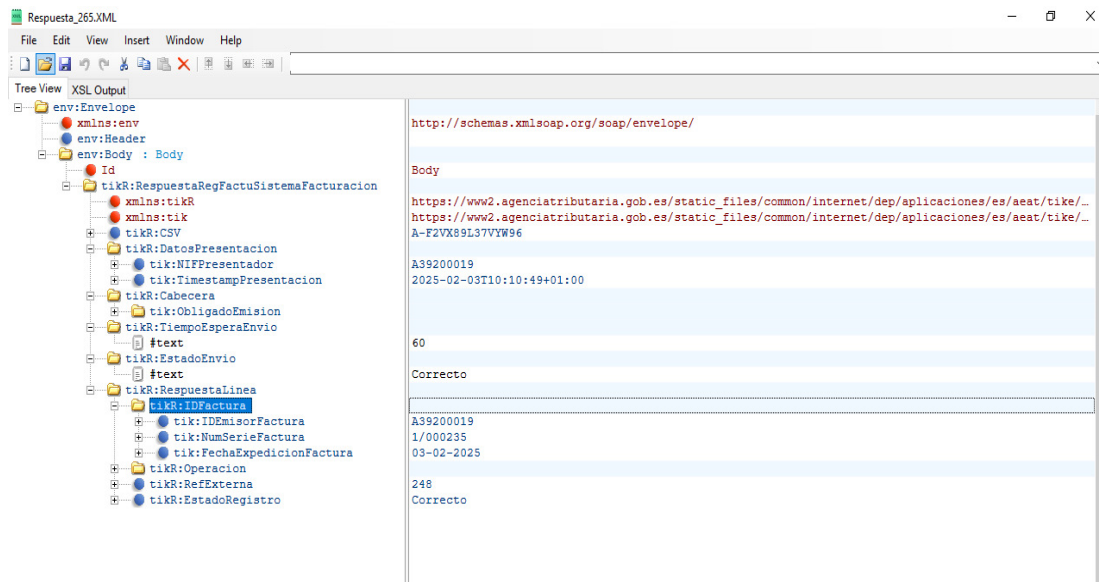 Respuesta_265.XML
File Edit View Insert Window Help
Tree View XSL Output
env:Envelope
xmlns:env http://schemas.xmlsoap.org/soap/envelope/
env:Header
env:Body : Body
Id Body
tikR:RespuestaRegFactuSistemaFacturacion
xmlns:tikR https://www2.agenciatributaria.gob.es/static_files/common/internet/dep/aplicaciones/es/aeat/tike/…
xmlns:tik https://www2.agenciatributaria.gob.es/static_files/common/internet/dep/aplicaciones/es/aeat/tike/…
tikR:CSV A-F2VX89L37VYW96
tikR:DatosPresentacion
tik:NIFPresentador A39200019
tik:TimestampPresentacion 2025-02-03T10:10:49+01:00
tikR:Cabecera
tik:ObligadoEmision
tikR:TiempoEsperaEnvio
#text 60
tikR:EstadoEnvio
#text Correcto
tikR:RespuestaLinea
tikR:IDFactura
tik:IDEmisorFactura A39200019
tik:NumSerieFactura 1/000235
tik:FechaExpedicionFactura 03-02-2025
tikR:Operacion
tikR:RefExterna 248
tikR:EstadoRegistro Correcto